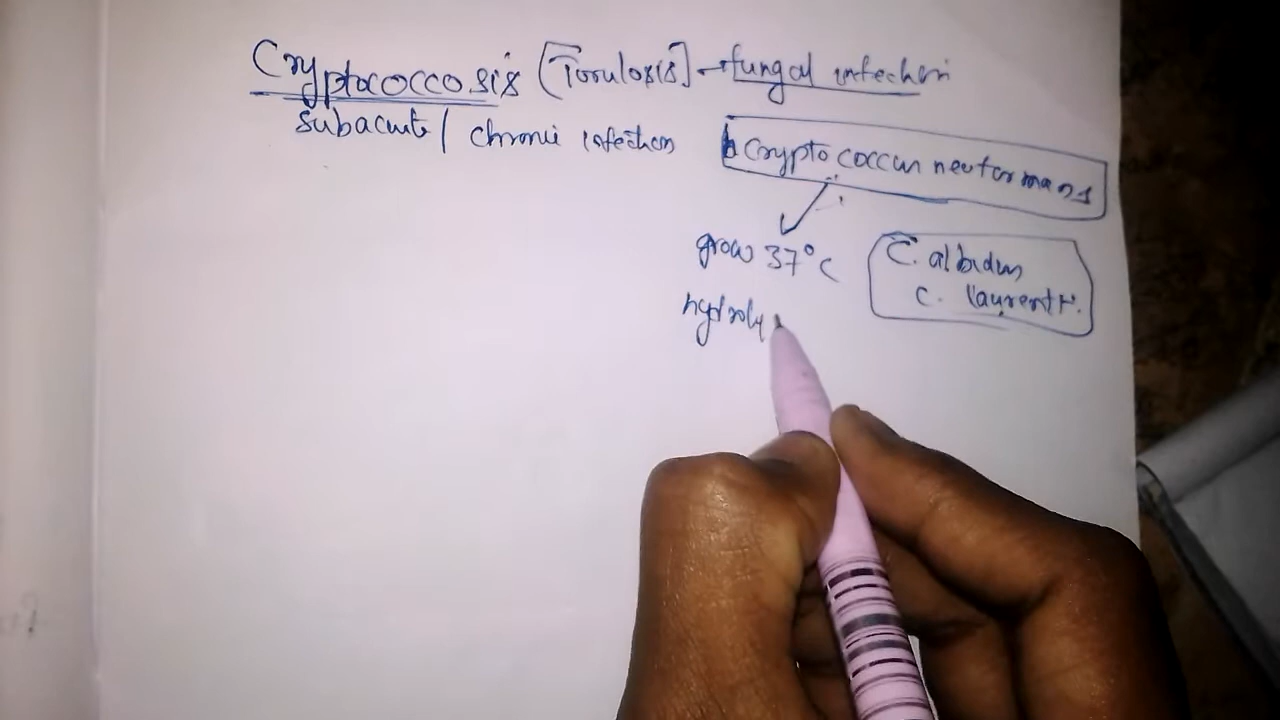 Cryptococcosis [Torulosis] → fungal infection
subacute / chronic infection
Cryptococcus neoformans
grow 37°C
C. albidus
C. laurentii
hydroly